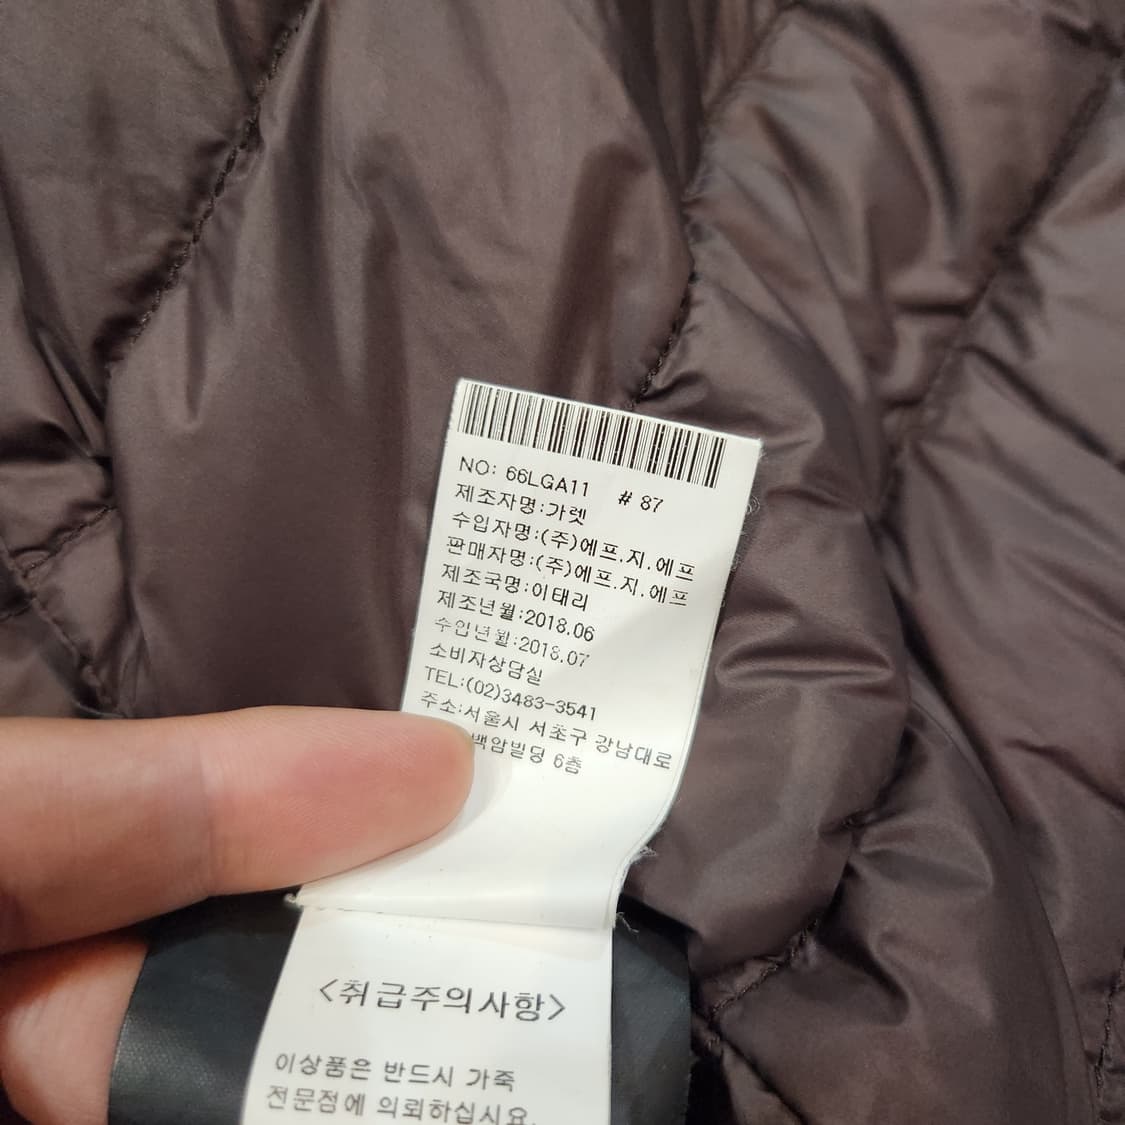 NO: 66LGA11 # 87
제조자명:가렛
수입자명:(주)에프.지.에프
판매자명:(주)에프.지.에프
제조국명:이태리
제조년월:2018.06
수입년월:2018.07
소비자상담실
TEL:(02)3483-3541
주소:서울시 서초구 강남대로
백암빌딩 6층
<취급주의사항>
이상품은 반드시 가죽
전문점에 의뢰하십시요.